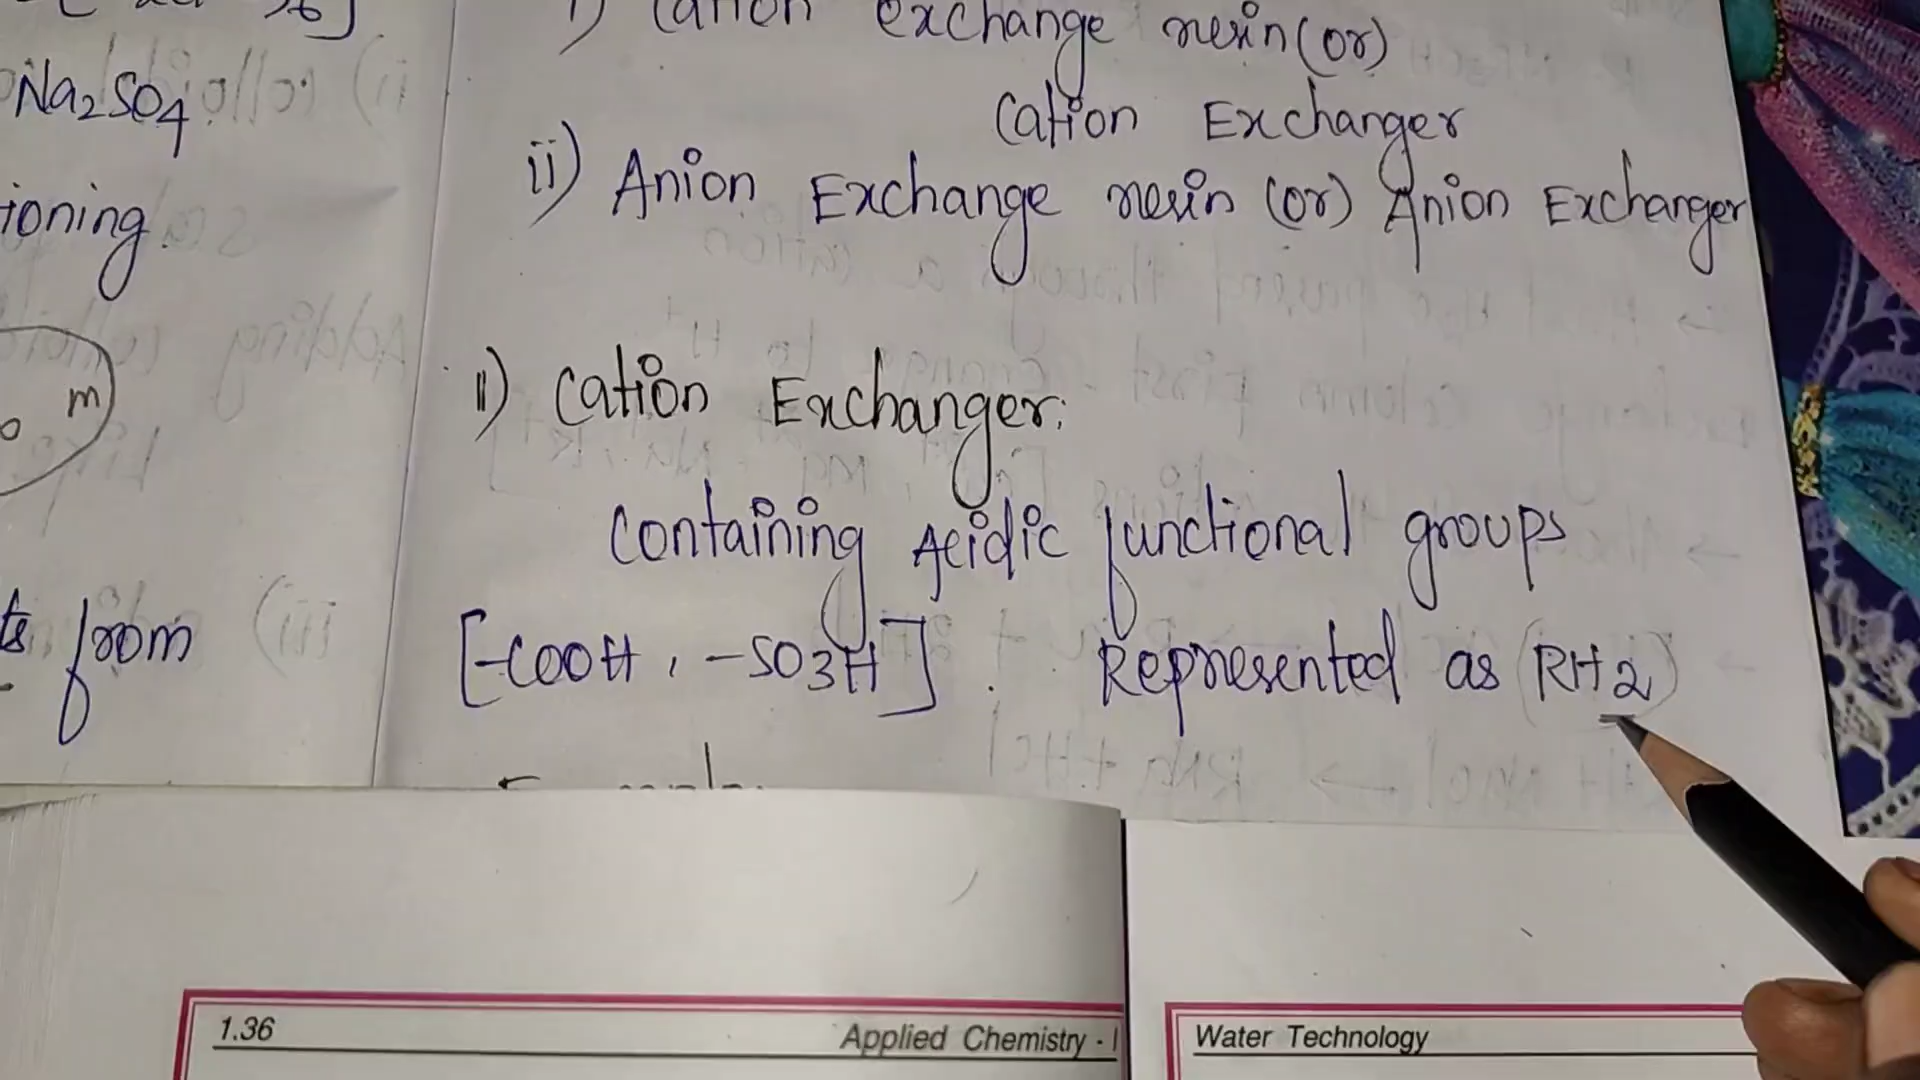 i) Cation exchange resin (or)
Cation Exchanger
ii) Anion Exchange resin (or) Anion Exchanger
Na2SO4
ioning
m
i) Cation Exchanger:
Containing Acidic functional groups
[-COOH, -SO3H]. Represented as (RH2)
from
1.36 Applied Chemistry - I
Water Technology